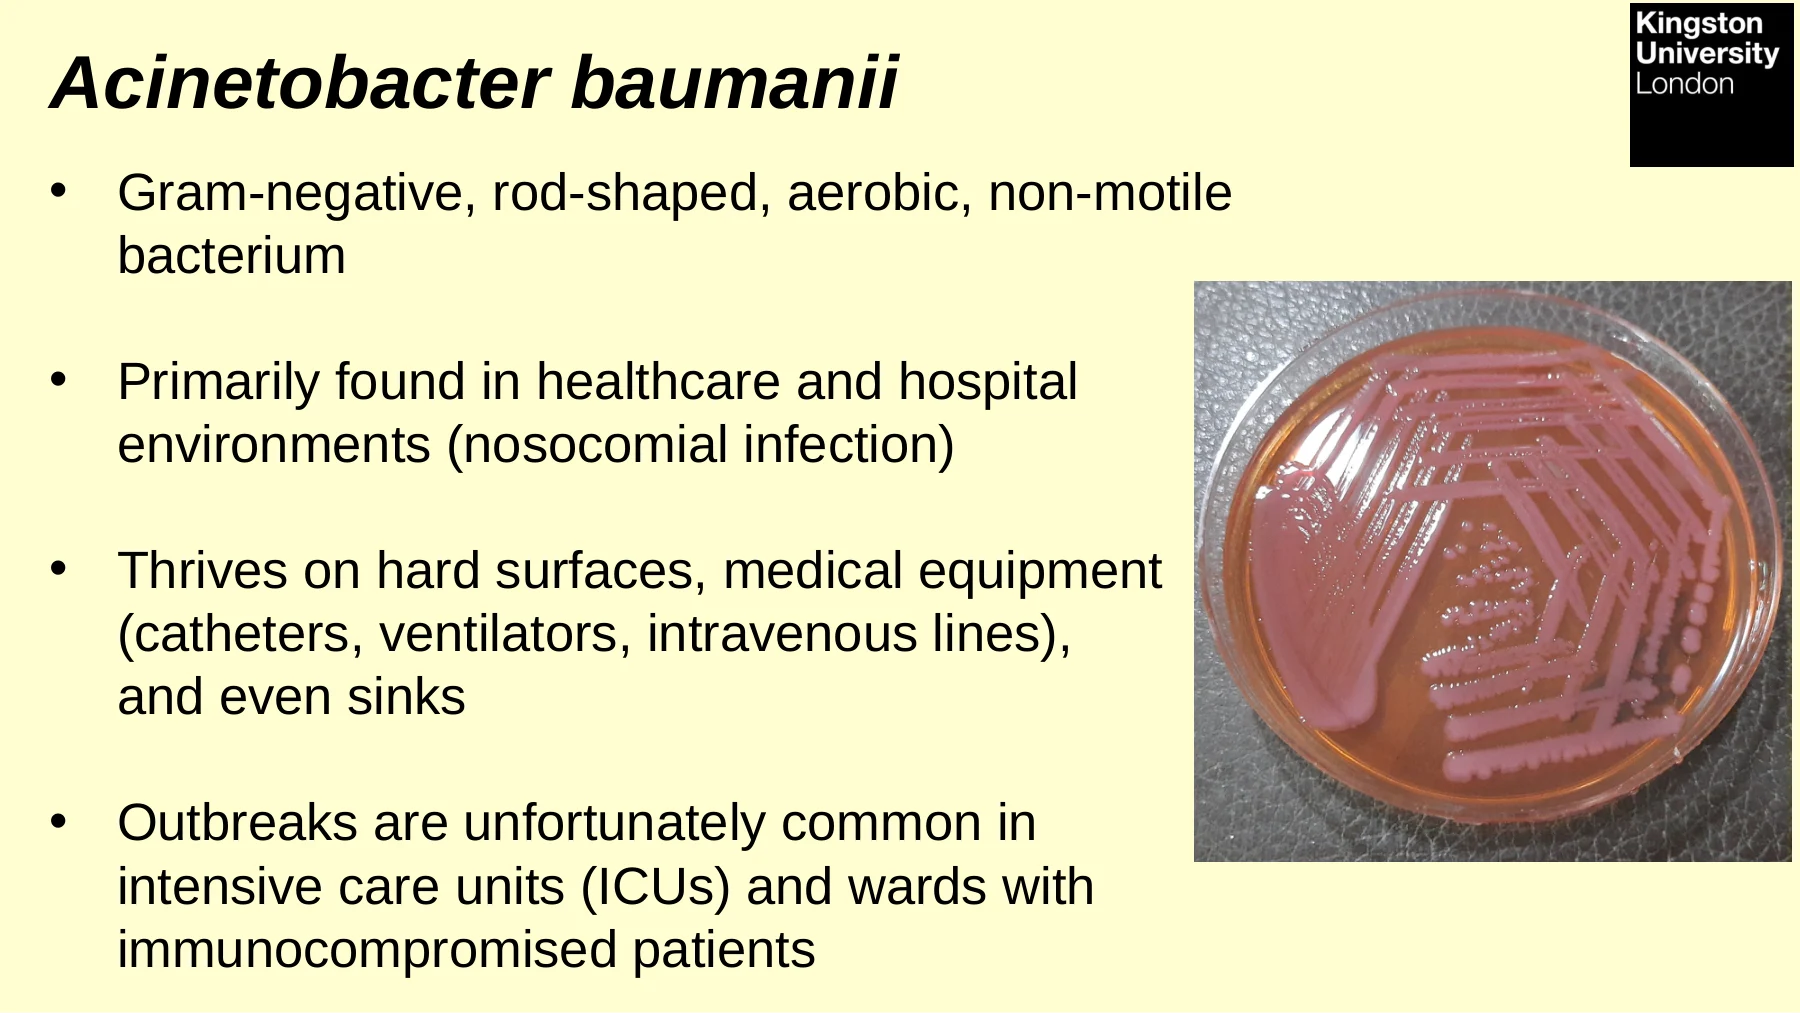 Kingston
University
London
Acinetobacter baumanii
• Gram-negative, rod-shaped, aerobic, non-motile
bacterium
• Primarily found in healthcare and hospital
environments (nosocomial infection)
• Thrives on hard surfaces, medical equipment
(catheters, ventilators, intravenous lines),
and even sinks
• Outbreaks are unfortunately common in
intensive care units (ICUs) and wards with
immunocompromised patients